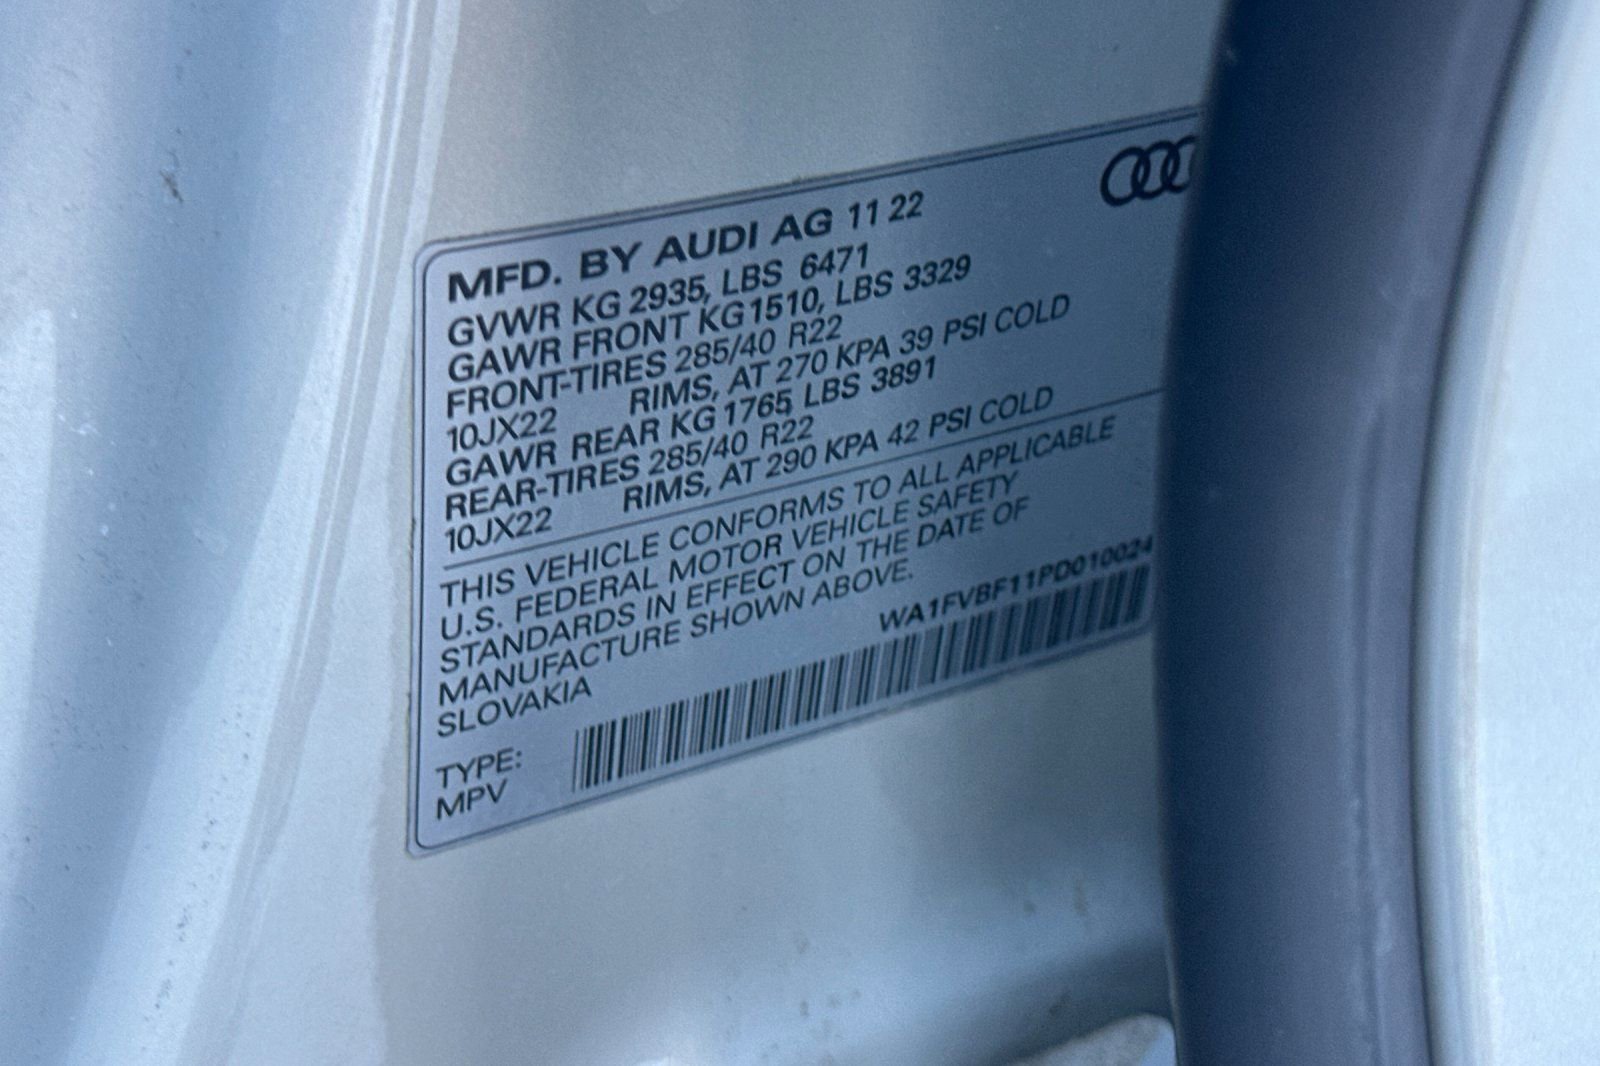 MFD. BY AUDI AG 11 22
GVWR KG 2935, LBS 6471
GAWR FRONT KG 1510, LBS 3329
FRONT-TIRES 285/40 R22
10JX22 RIMS, AT 270 KPA 39 PSI COLD
GAWR REAR KG 1765 LBS 3891
REAR-TIRES 285/40 R22
10JX22 RIMS, AT 290 KPA 42 PSI COLD
THIS VEHICLE CONFORMS TO ALL APPLICABLE
U.S. FEDERAL MOTOR VEHICLE SAFETY
STANDARDS IN EFFECT ON THE DATE OF
MANUFACTURE SHOWN ABOVE.
SLOVAKIA
WA1FVBF11PD010024
TYPE:
MPV